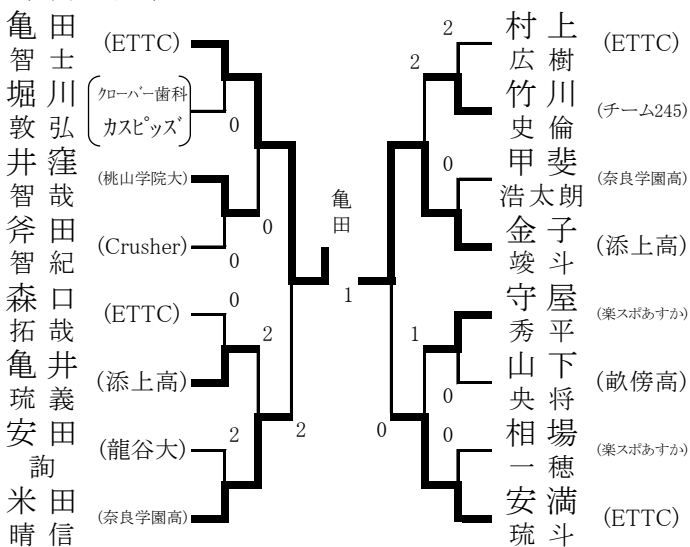 亀田 智士 (ETTC)
堀川 敦弘 (クローバー歯科カスピッズ)
0
井窪 智哉 (桃山学院大)
0
斧田 智紀 (Crusher)
0
森口 拓哉 (ETTC)
0
2
亀井 琉義 (添上高)
安田 詢 (龍谷大)
2
2
米田 晴信 (奈良学園高)
亀田
1
2
村上 広樹 (ETTC)
2
竹川 史倫 (チーム245)
0
甲斐 浩太朗 (奈良学園高)
金子 竣斗 (添上高)
守屋 秀平 (楽スポあすか)
1
山下 央将 (畝傍高)
0
0
0
相場 一穂 (楽スポあすか)
安満 琉斗 (ETTC)